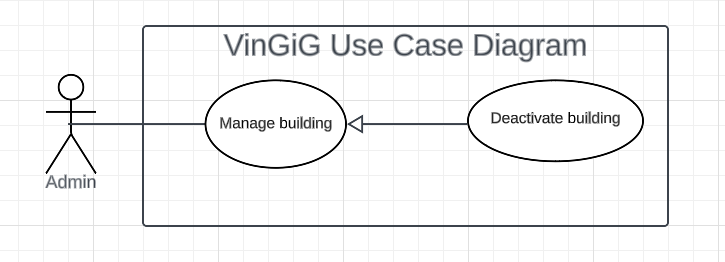 VinGiG Use Case Diagram
Manage building
Deactivate building
Admin